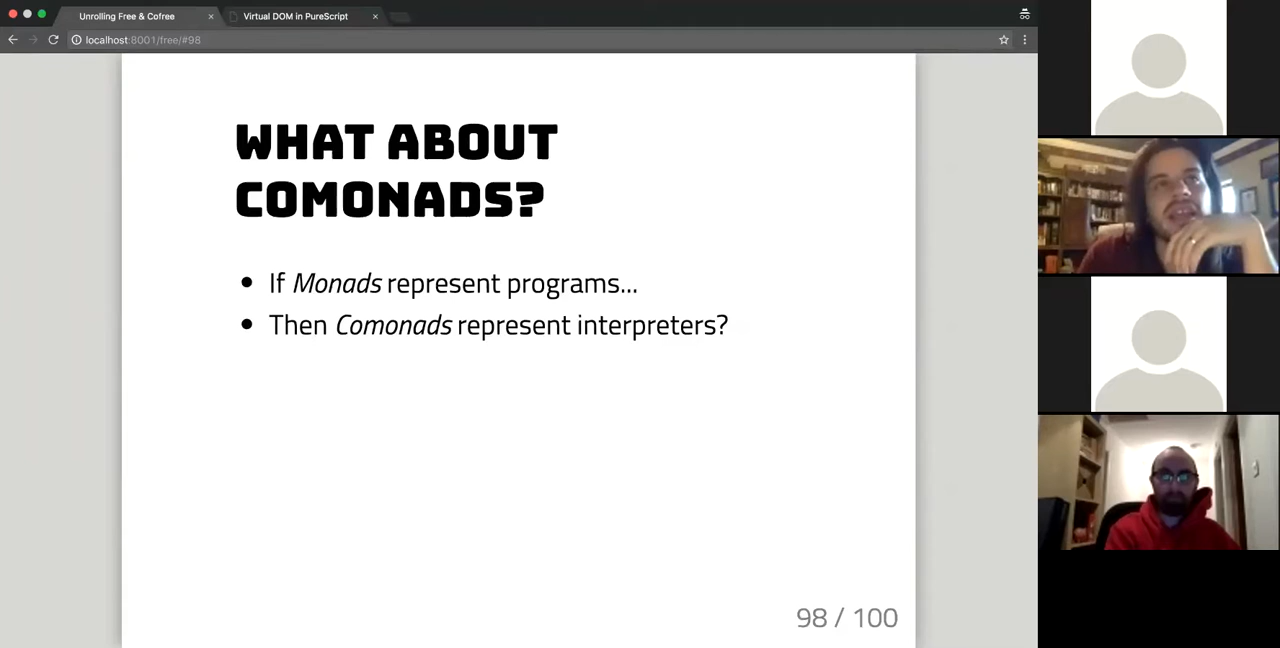 Unrolling Free & Cofree
Virtual DOM in PureScript
localhost:8001/free/#98
WHAT ABOUT
COMONADS?
If Monads represent programs...
Then Comonads represent interpreters?
98 / 100